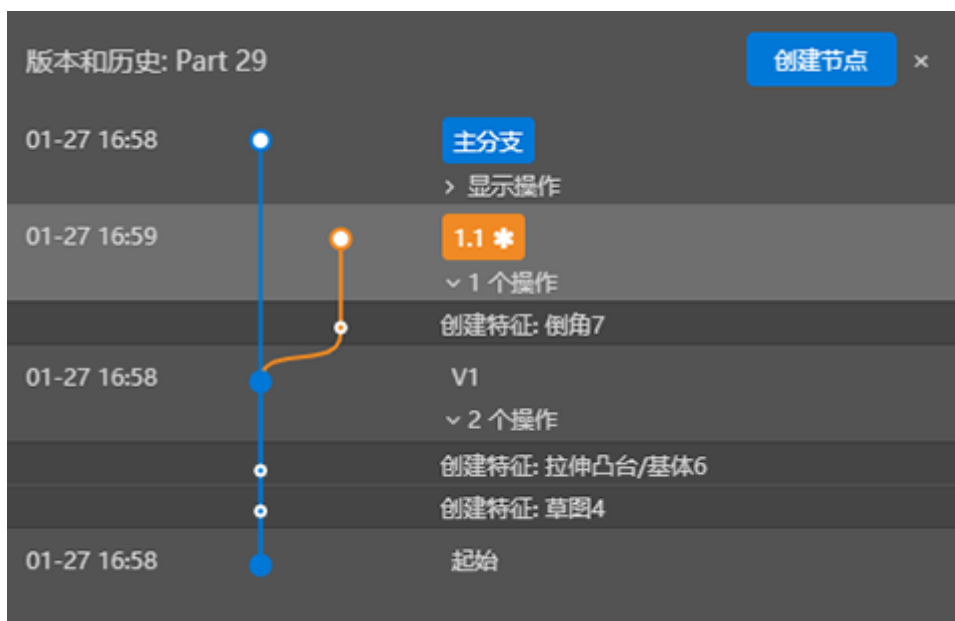 版本和历史: Part 29
创建节点 ×
01-27 16:58 主分支
> 显示操作
01-27 16:59 1.1 ✱
1 个操作
创建特征: 倒角7
01-27 16:58 V1
2 个操作
创建特征: 拉伸凸台/基体6
创建特征: 草图4
01-27 16:58 起始